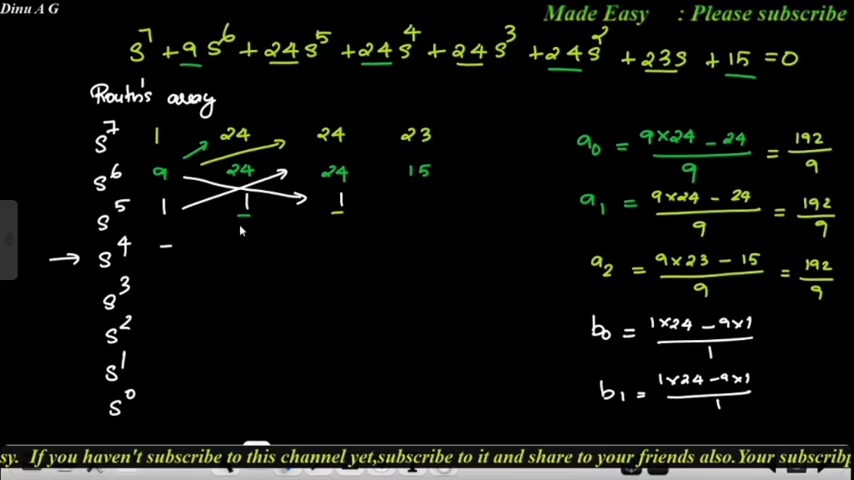 Dinu A G
Made Easy : Please subscribe
s⁷ + 9s⁶ + 24s⁵ + 24s⁴ + 24s³ + 24s² + 23s + 15 = 0
Routh's array
s⁷ 1 24 24 23
s⁶ 9 24 24 15
s⁵ 1 1 1
→ s⁴ –
s³
s²
s¹
s⁰
a₀ = (9×24 – 24)/9 = 192/9
a₁ = (9×24 – 24)/9 = 192/9
a₂ = (9×23 – 15)/9 = 192/9
b₀ = (1×24 – 9×1)/1
b₁ = (1×24 – 9×1)/1
sy. If you haven't subscribe to this channel yet,subscribe to it and share to your friends also.Your subscrib